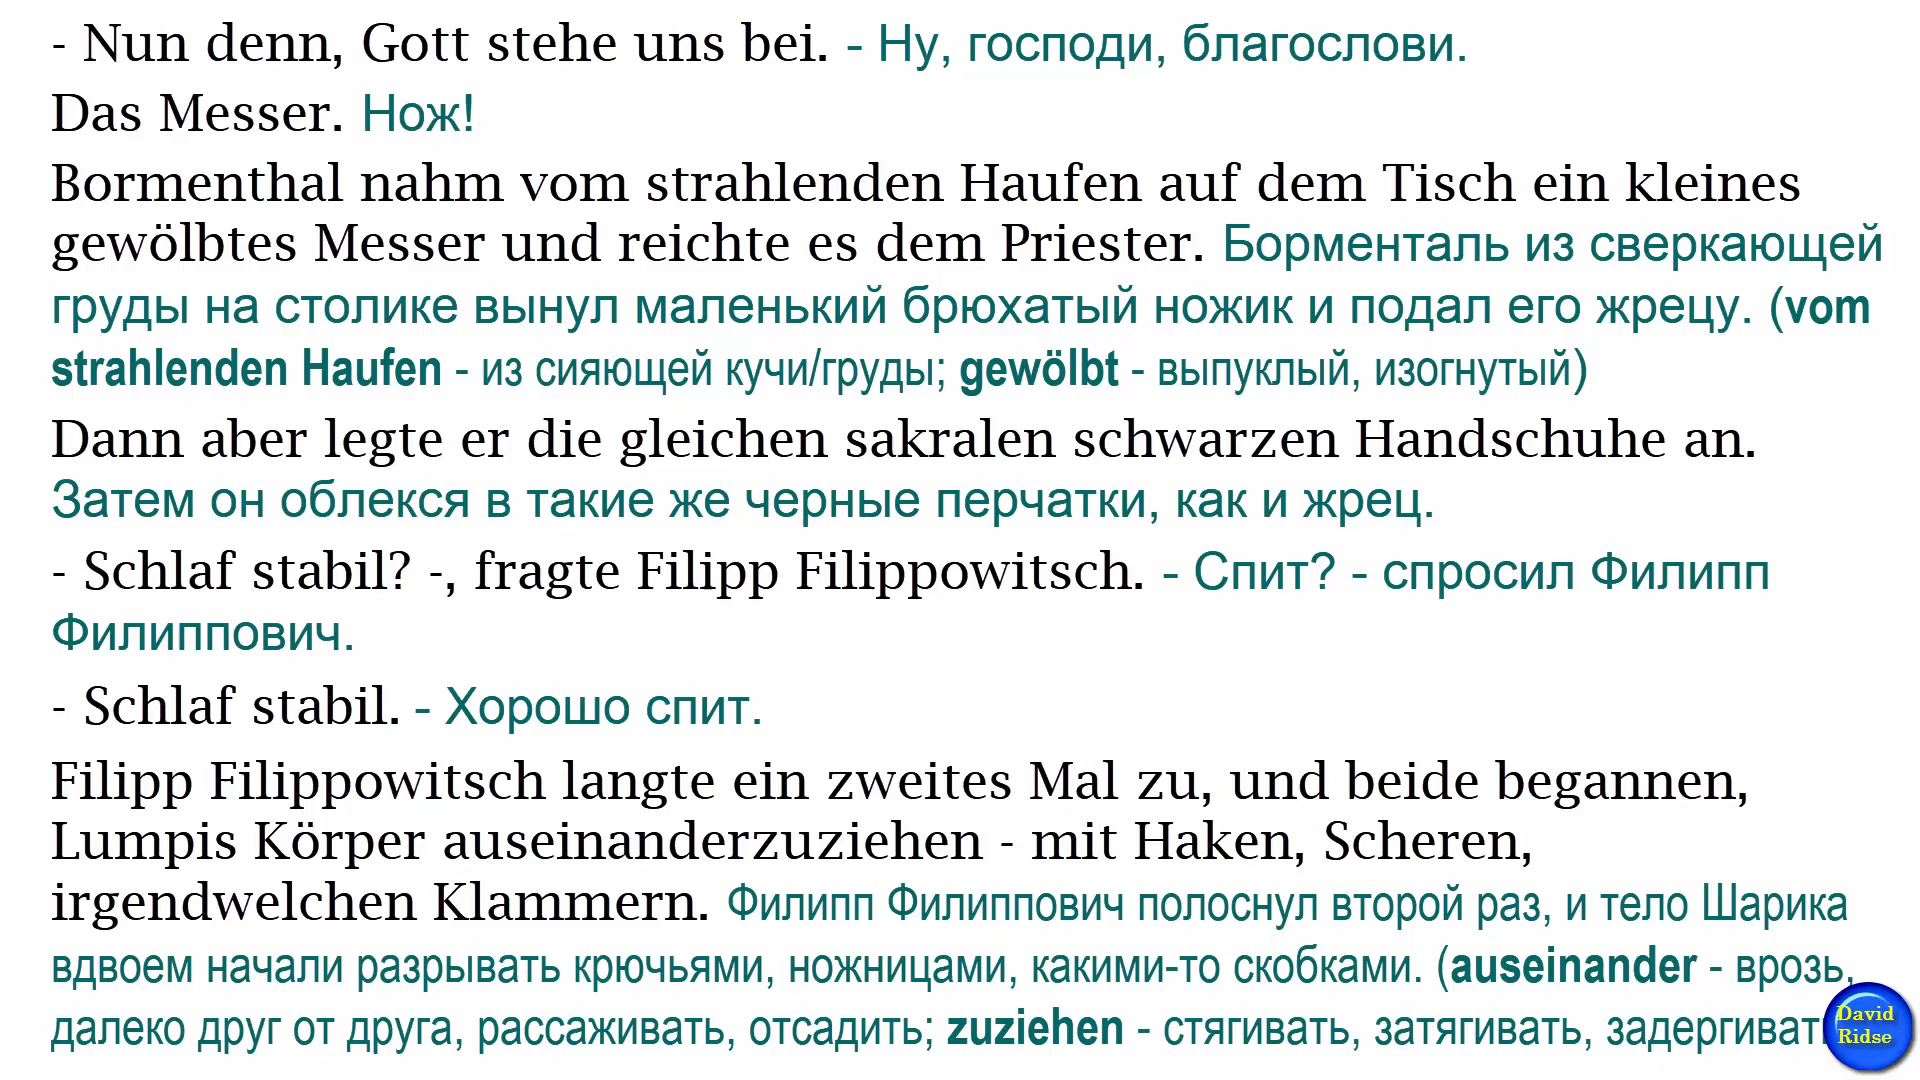 - Nun denn, Gott stehe uns bei. - Ну, господи, благослови.
Das Messer. Нож!
Bormenthal nahm vom strahlenden Haufen auf dem Tisch ein kleines
gewölbtes Messer und reichte es dem Priester. Борменталь из сверкающей
груды на столике вынул маленький брюхатый ножик и подал его жрецу. (vom
strahlenden Haufen - из сияющей кучи/груды; gewölbt - выпуклый, изогнутый)
Dann aber legte er die gleichen sakralen schwarzen Handschuhe an.
Затем он облекся в такие же черные перчатки, как и жрец.
- Schlaf stabil? -, fragte Filipp Filippowitsch. - Спит? - спросил Филипп
Филиппович.
- Schlaf stabil. - Хорошо спит.
Filipp Filippowitsch langte ein zweites Mal zu, und beide begannen,
Lumpis Körper auseinanderzuziehen - mit Haken, Scheren,
irgendwelchen Klammern. Филипп Филиппович полоснул второй раз, и тело Шарика
вдвоем начали разрывать крючьями, ножницами, какими-то скобками. (auseinander - врозь,
далеко друг от друга, рассаживать, отсадить; zuziehen - стягивать, затягивать,
David
Ridse